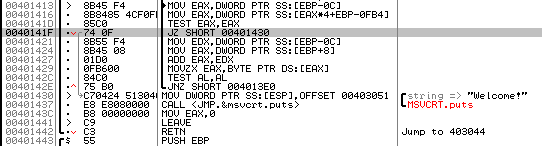 00401413 > 8B45 F4 MOV EAX,DWORD PTR SS:[EBP-0C]
00401416 . 8B8485 4CF0FF MOV EAX,DWORD PTR SS:[EAX*4+EBP-0FB4]
0040141D . 85C0 TEST EAX,EAX
0040141F . 74 0F JZ SHORT 00401430
00401421 . 8B55 F4 MOV EDX,DWORD PTR SS:[EBP-0C]
00401424 . 8B45 08 MOV EAX,DWORD PTR SS:[EBP+8]
00401427 . 01D0 ADD EAX,EDX
00401429 . 0FB600 MOVZX EAX,BYTE PTR DS:[EAX]
0040142C . 84C0 TEST AL,AL
0040142E .^ 75 B0 JNZ SHORT 004013E0
00401430 > C70424 513040 MOV DWORD PTR SS:[ESP],OFFSET 00403051 string => "Welcome!"
00401437 . E8 E8080000 CALL <JMP.&msvcrt.puts> MSVCRT.puts
0040143C . B8 00000000 MOV EAX,0
00401441 . C9 LEAVE
00401442 . C3 RETN Jump to 403044
00401443 $ 55 PUSH EBP